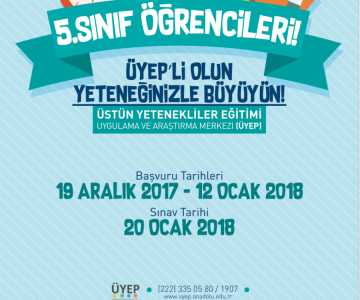 5.SINIF ÖĞRENCİLERİ!
ÜYEP'Lİ OLUN
YETENEĞİNİZLE BÜYÜYÜN!
ÜSTÜN YETENEKLİLER EĞİTİMİ
UYGULAMA VE ARAŞTIRMA MERKEZİ (ÜYEP)
Başvuru Tarihleri
19 ARALIK 2017 - 12 OCAK 2018
Sınav Tarihi
20 OCAK 2018
ÜYEP • (222) 335 05 80 / 1907 •
www.uyep.anadolu.edu.tr